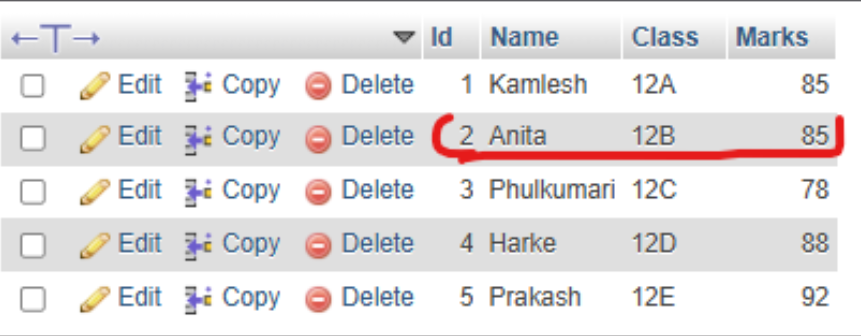 ←T→ Id Name Class Marks
Edit Copy Delete 1 Kamlesh 12A 85
Edit Copy Delete 2 Anita 12B 85
Edit Copy Delete 3 Phulkumari 12C 78
Edit Copy Delete 4 Harke 12D 88
Edit Copy Delete 5 Prakash 12E 92